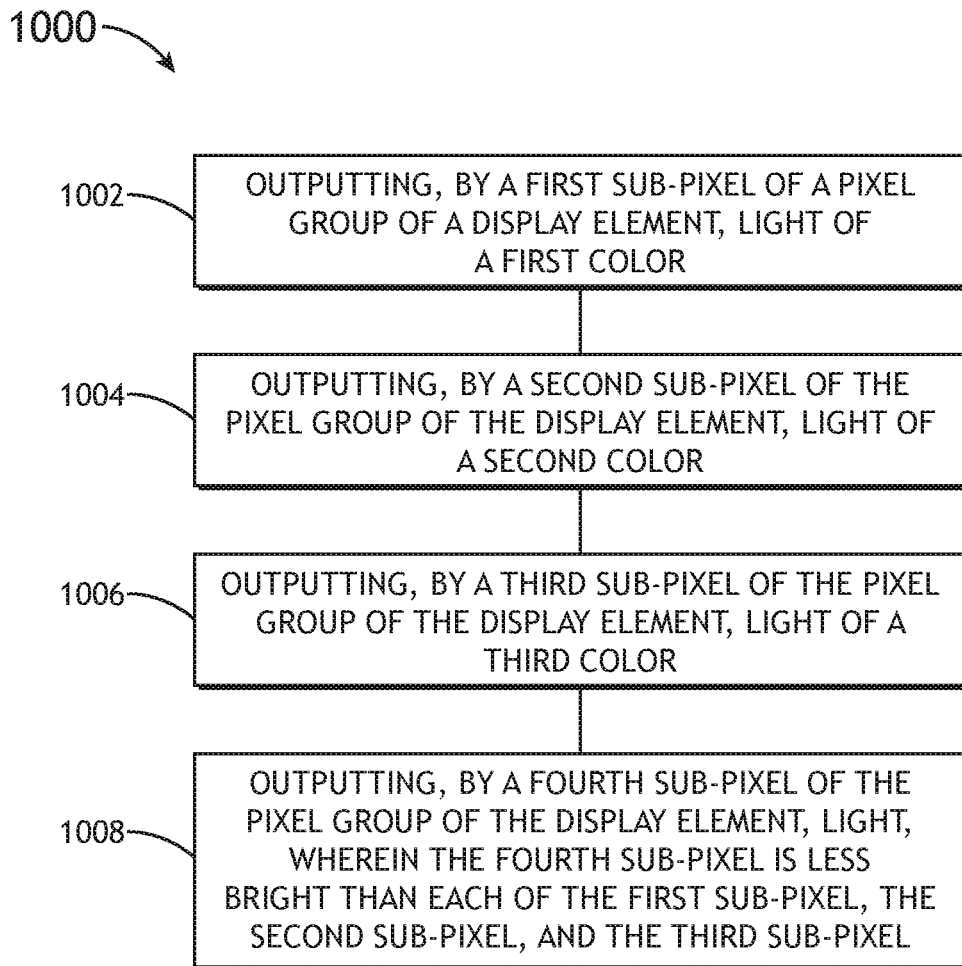 1000
1002
OUTPUTTING, BY A FIRST SUB-PIXEL OF A PIXEL
GROUP OF A DISPLAY ELEMENT, LIGHT OF
A FIRST COLOR
1004
OUTPUTTING, BY A SECOND SUB-PIXEL OF THE
PIXEL GROUP OF THE DISPLAY ELEMENT, LIGHT OF
A SECOND COLOR
1006
OUTPUTTING, BY A THIRD SUB-PIXEL OF THE PIXEL
GROUP OF THE DISPLAY ELEMENT, LIGHT OF A
THIRD COLOR
1008
OUTPUTTING, BY A FOURTH SUB-PIXEL OF THE
PIXEL GROUP OF THE DISPLAY ELEMENT, LIGHT,
WHEREIN THE FOURTH SUB-PIXEL IS LESS
BRIGHT THAN EACH OF THE FIRST SUB-PIXEL, THE
SECOND SUB-PIXEL, AND THE THIRD SUB-PIXEL